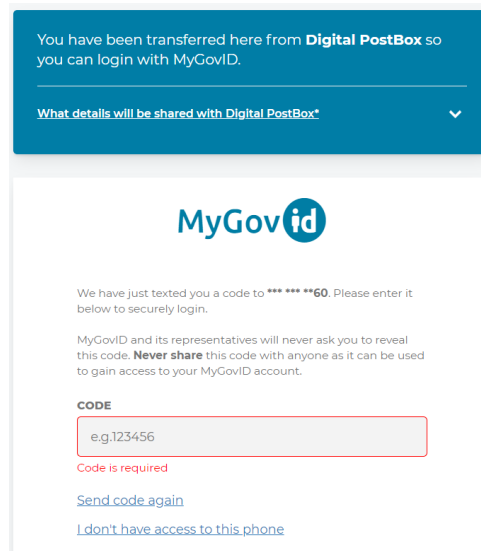 You have been transferred here from Digital PostBox so
you can login with MyGovID.
What details will be shared with Digital PostBox*
MyGovid
We have just texted you a code to *** *** **60. Please enter it
below to securely login.
MyGovID and its representatives will never ask you to reveal
this code. Never share this code with anyone as it can be used
to gain access to your MyGovID account.
CODE
e.g.123456
Code is required
Send code again
I don't have access to this phone